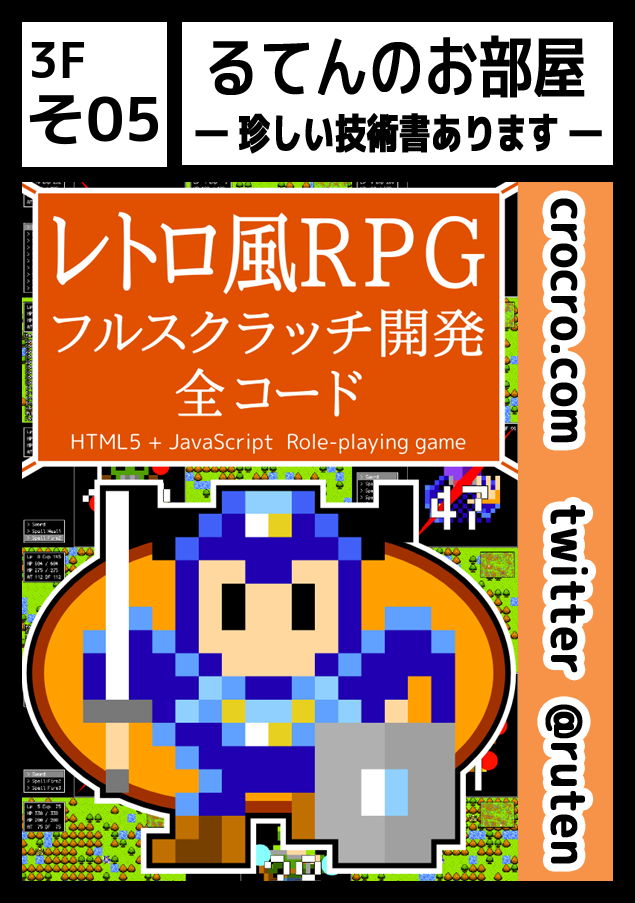 3F
そ05
るてんのお部屋
― 珍しい技術書あります ―
レトロ風RPG
フルスクラッチ開発
全コード
HTML5 + JavaScript Role-playing game
crocro.com twitter @ruten
47